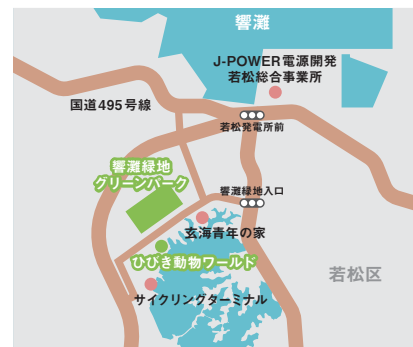 響灘
J-POWER電源開発
若松総合事業所
国道495号線
若松発電所前
響灘緑地
グリーンパーク
響灘緑地入口
玄海青年の家
ひびき動物ワールド
若松区
サイクリングターミナル